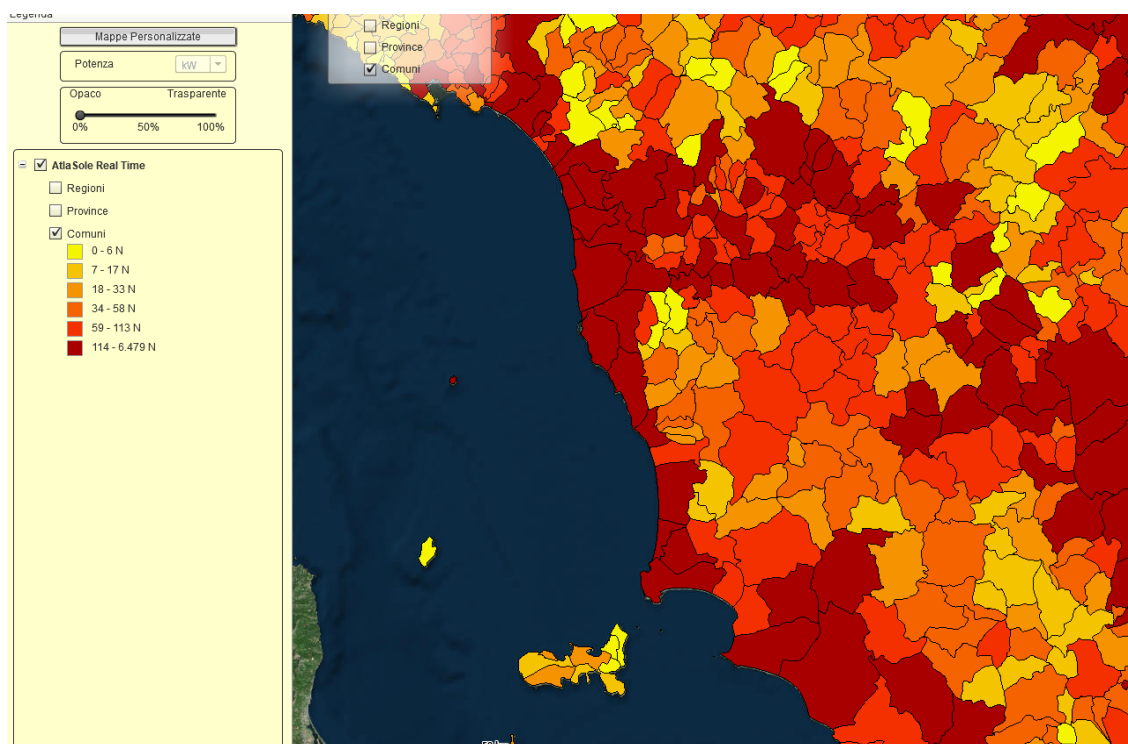 Legenda
Mappe Personalizzate
Potenza
kW
Opaco
Trasparente
0%
50%
100%
AtlaSole Real Time
Regioni
Province
Comuni
0 - 6 N
7 - 17 N
18 - 33 N
34 - 58 N
59 - 113 N
114 - 6.479 N
Regioni
Province
Comuni